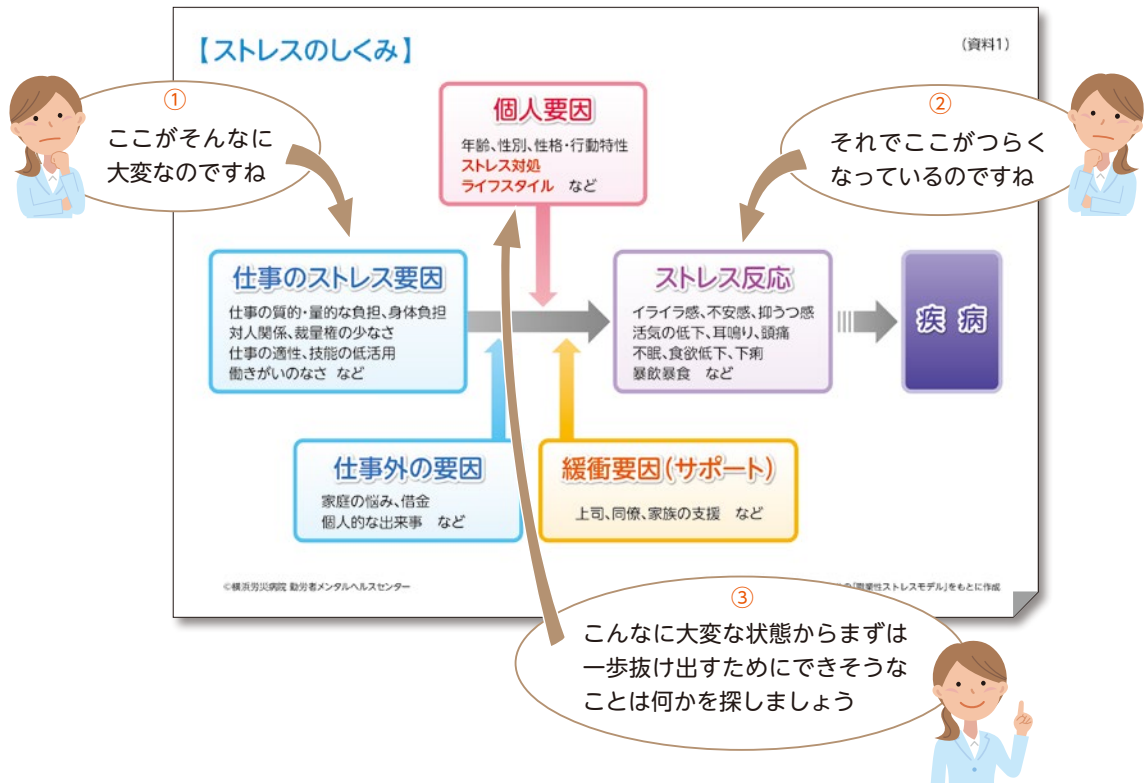 【ストレスのしくみ】
(資料1)
①
ここがそんなに
大変なのですね
個人要因
年齢、性別、性格・行動特性
ストレス対処
ライフスタイル など
②
それでここがつらく
なっているのですね
仕事のストレス要因
仕事の質的・量的な負担、身体負担
対人関係、裁量権の少なさ
仕事の適性、技能の低活用
働きがいのなさ など
ストレス反応
イライラ感、不安感、抑うつ感
活気の低下、耳鳴り、頭痛
不眠、食欲低下、下痢
暴飲暴食 など
疾病
仕事外の要因
家庭の悩み、借金
個人的な出来事 など
緩衝要因(サポート)
上司、同僚、家族の支援 など
©横浜労災病院 勤労者メンタルヘルスセンター
ストレスモデル」をもとに作成
③
こんなに大変な状態からまずは
一歩抜け出すためにできそうな
ことは何かを探しましょう